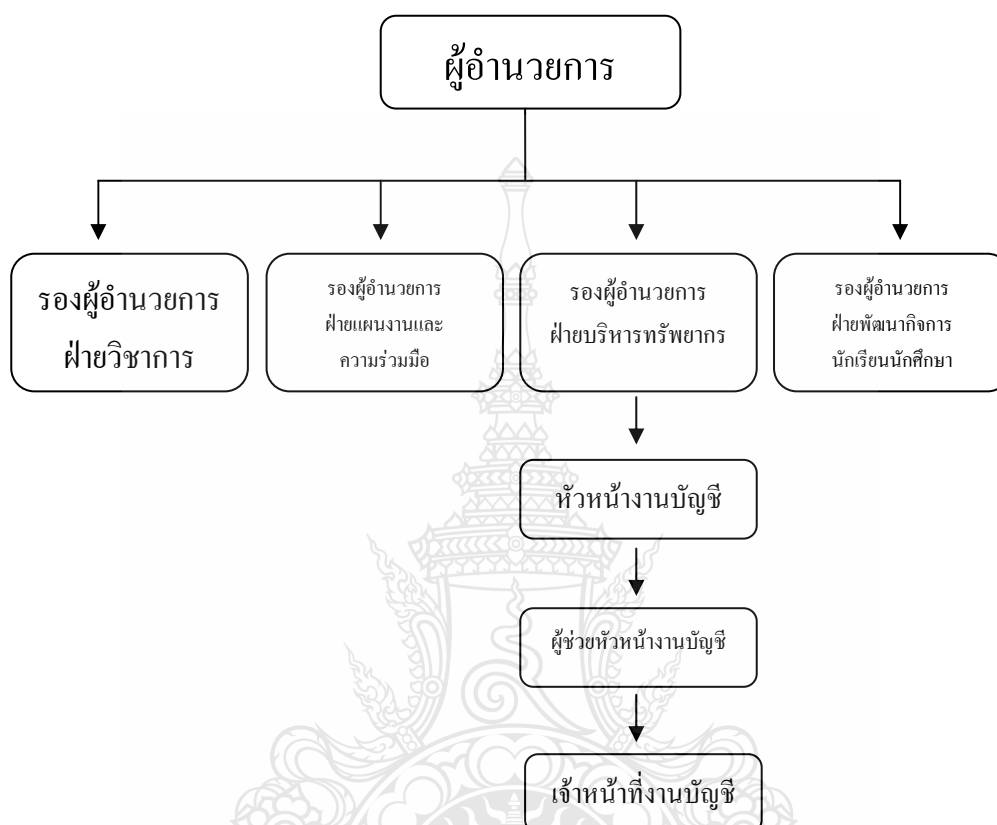 ผู้อำนวยการ
รองผู้อำนวยการ
ฝ่ายวิชาการ
รองผู้อำนวยการ
ฝ่ายแผนงานและ
ความร่วมมือ
รองผู้อำนวยการ
ฝ่ายบริหารทรัพยากร
รองผู้อำนวยการ
ฝ่ายพัฒนากิจการ
นักเรียนนักศึกษา
หัวหน้างานบัญชี
ผู้ช่วยหัวหน้างานบัญชี
เจ้าหน้าที่งานบัญชี